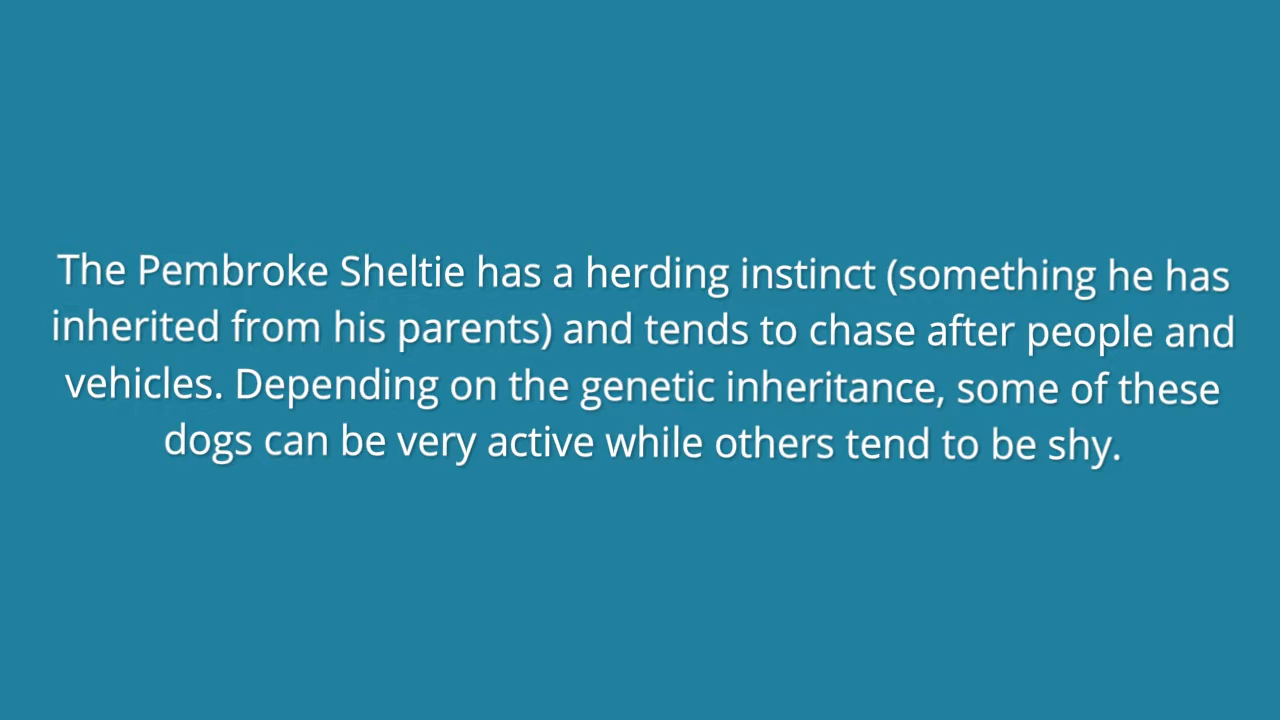 The Pembroke Sheltie has a herding instinct (something he has
inherited from his parents) and tends to chase after people and
vehicles. Depending on the genetic inheritance, some of these
dogs can be very active while others tend to be shy.